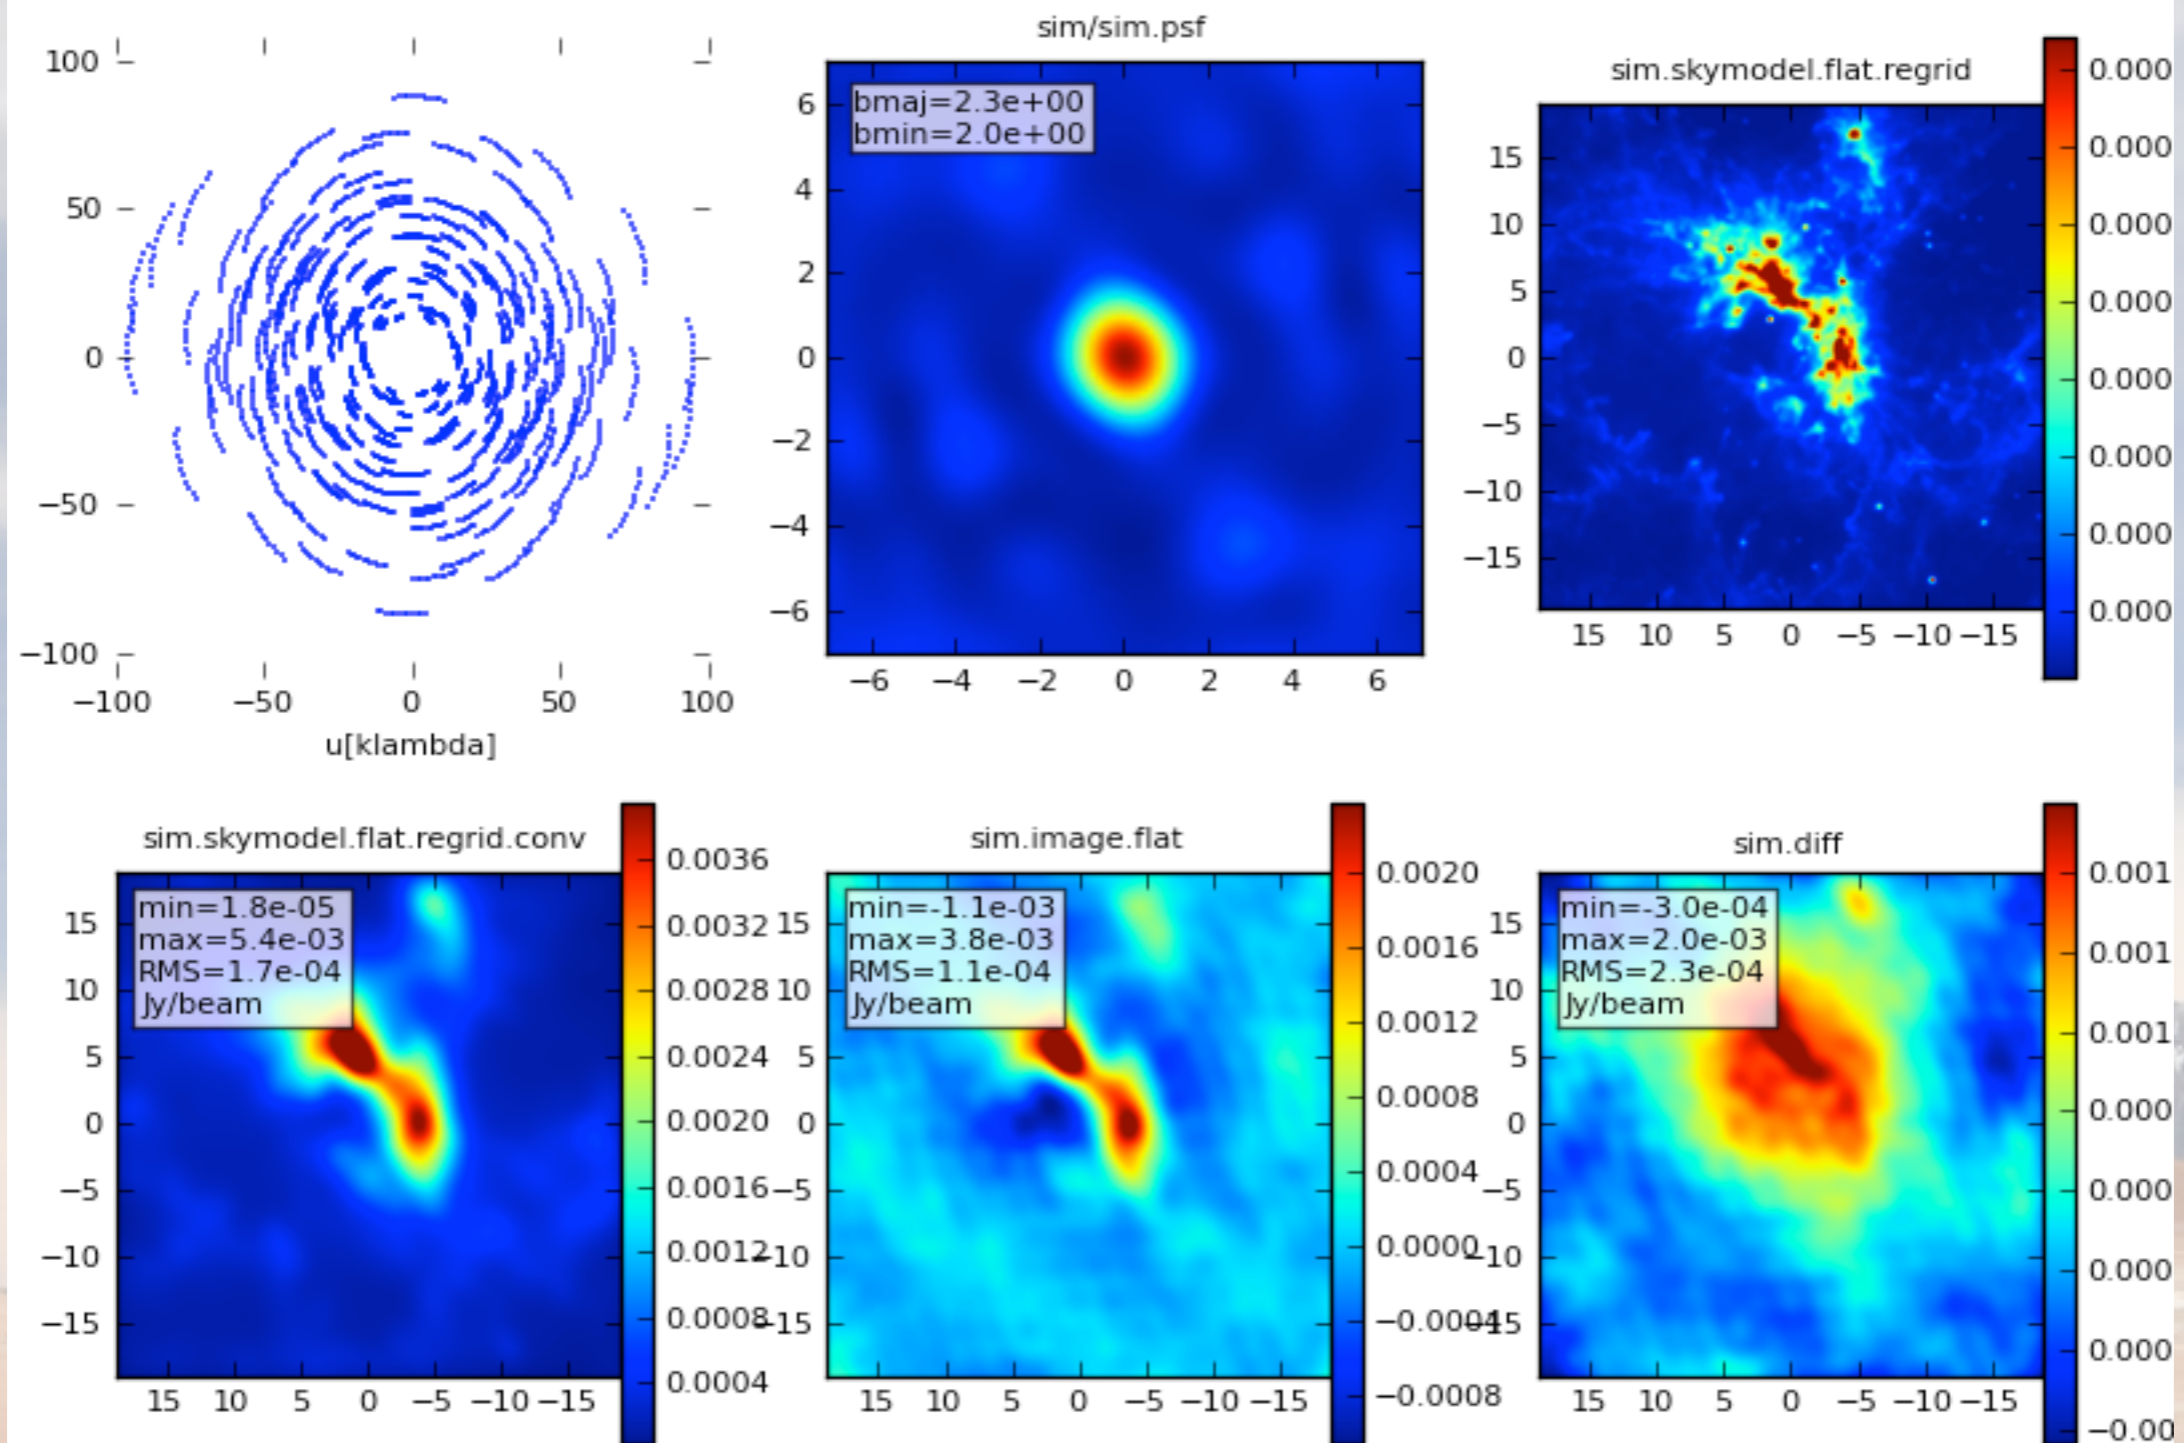 100
50
0
−50
−100
−100 −50 0 50 100
u[klambda]
sim/sim.psf
bmaj=2.3e+00
bmin=2.0e+00
6
4
2
0
−2
−4
−6
−6 −4 −2 0 2 4 6
sim.skymodel.flat.regrid
15
10
5
0
−5
−10
−15
15 10 5 0 −5 −10 −15
0.000
0.000
0.000
0.000
0.000
0.000
0.000
0.000
sim.skymodel.flat.regrid.conv
min=1.8e-05
max=5.4e-03
RMS=1.7e-04
Jy/beam
15
10
5
0
−5
−10
−15
15 10 5 0 −5 −10 −15
0.0036
0.0032
0.0028
0.0024
0.0020
0.0016
0.0012
0.0008
0.0004
sim.image.flat
min=-1.1e-03
max=3.8e-03
RMS=1.1e-04
Jy/beam
15
10
5
0
−5
−10
−15
15 10 5 0 −5 −10 −15
0.0020
0.0016
0.0012
0.0008
0.0004
0.0000
−0.0004
−0.0008
sim.diff
min=-3.0e-04
max=2.0e-03
RMS=2.3e-04
Jy/beam
15
10
5
0
−5
−10
−15
15 10 5 0 −5 −10 −15
0.001
0.001
0.001
0.000
0.000
0.000
0.000
−0.00